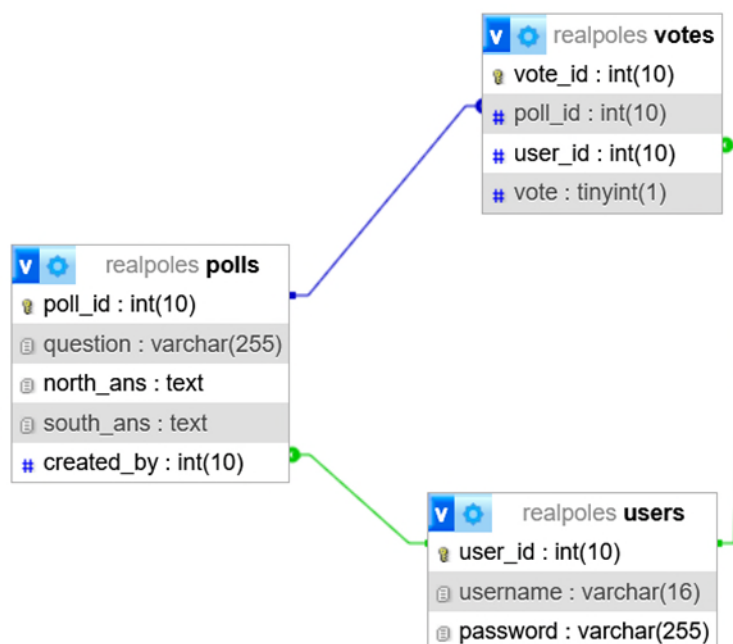 realpoles votes
vote_id : int(10)
poll_id : int(10)
user_id : int(10)
vote : tinyint(1)
realpoles polls
poll_id : int(10)
question : varchar(255)
north_ans : text
south_ans : text
created_by : int(10)
realpoles users
user_id : int(10)
username : varchar(16)
password : varchar(255)